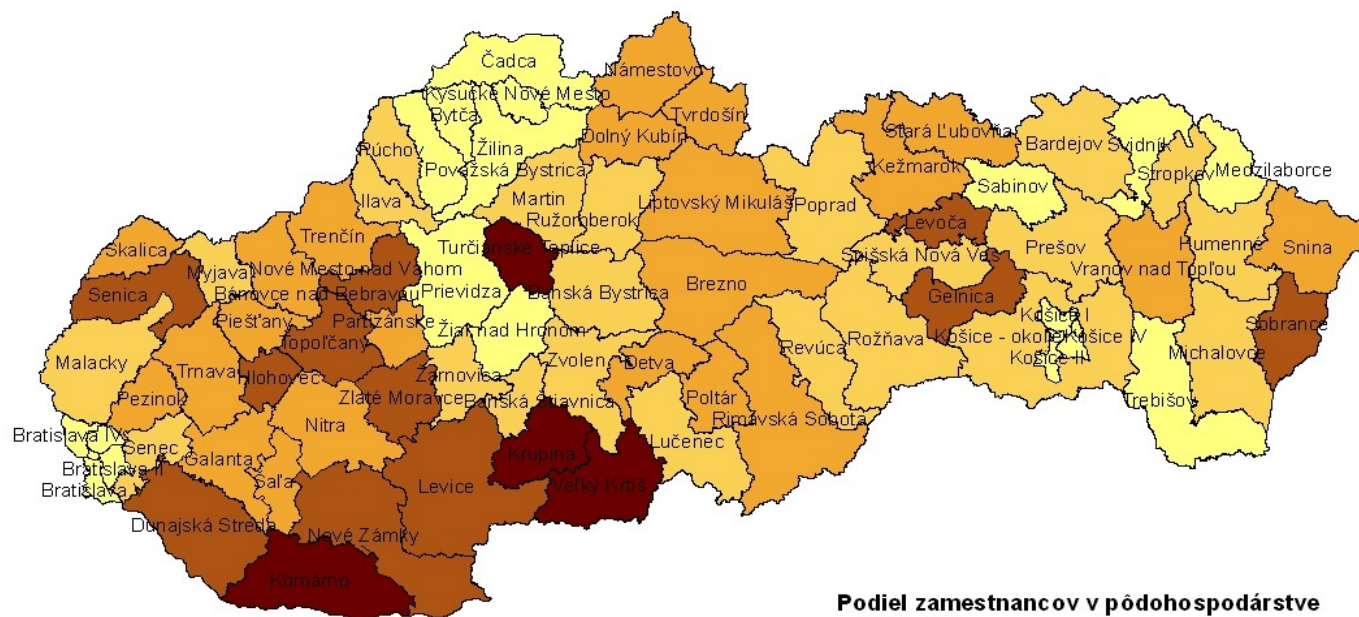 Čadca
Námestovo
Kysucké Nové Mesto
Bytča
Tvrdošín
Žilina
Dolný Kubín
Stará Ľubovňa
Bardejov
Svidník
Púchov
Považská Bystrica
Kežmarok
Medzilaborce
Stropkov
Sabinov
Ilava
Martin
Ružomberok
Liptovský Mikuláš
Poprad
Levoča
Trenčín
Turčianske Teplice
Prešov
Humenné
Snina
Skalica
Myjava
Nové Mesto nad Váhom
Spišská Nová Ves
Vranov nad Topľou
Senica
Bánovce nad Bebravou
Prievidza
Banská Bystrica
Brezno
Gelnica
Piešťany
Partizánske
Žiar nad Hronom
Košice I
Sobrance
Topoľčany
Košice - okolie
Košice IV
Malacky
Trnava
Hlohovec
Žarnovica
Zvolen
Detva
Revúca
Rožňava
Košice II
Michalovce
Pezinok
Zlaté Moravce
Banská Štiavnica
Poltár
Trebišov
Nitra
Rimavská Sobota
Bratislava IV
Senec
Lučenec
Bratislava II
Galanta
Krupina
Bratislava V
Šaľa
Levice
Veľký Krtíš
Dunajská Streda
Nové Zámky
Komárno
Podiel zamestnancov v pôdohospodárstve